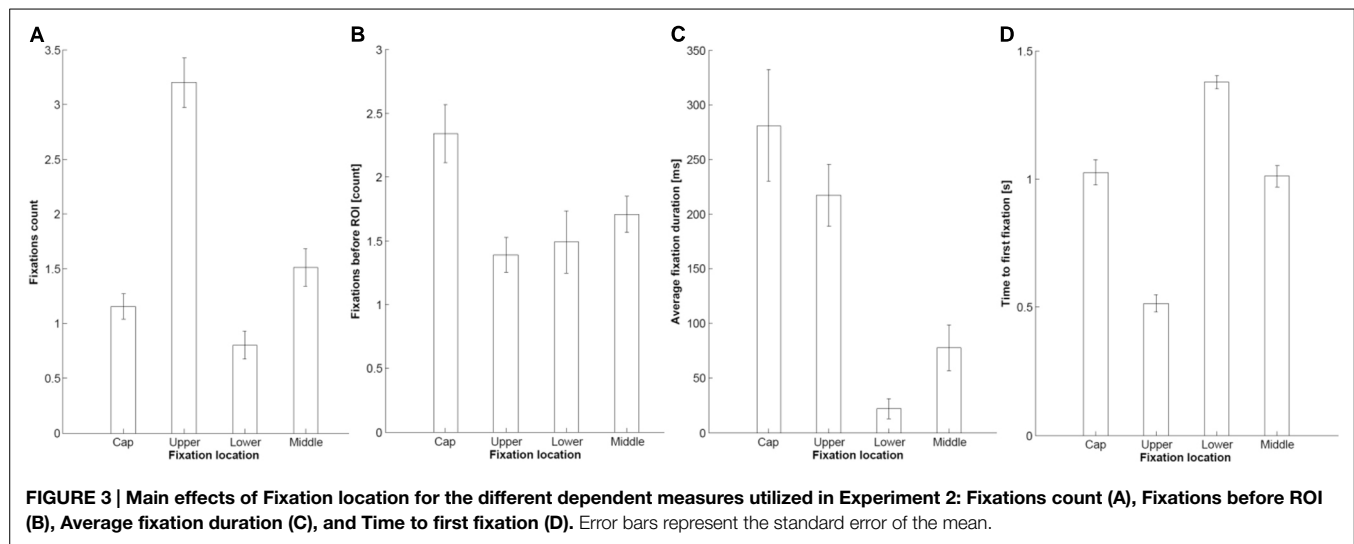 A
3.5
3
2.5
2
1.5
1
0.5
0
Fixations count
Cap Upper Lower Middle
Fixation location
B
3
2.5
2
1.5
1
0.5
0
Fixations before ROI [count]
Cap Upper Lower Middle
Fixation location
C
350
300
250
200
150
100
50
0
Average fixation duration [ms]
Cap Upper Lower Middle
Fixation location
D
1.5
1
0.5
0
Time to first fixation [s]
Cap Upper Lower Middle
Fixation location
FIGURE 3 | Main effects of Fixation location for the different dependent measures utilized in Experiment 2: Fixations count (A), Fixations before ROI
(B), Average fixation duration (C), and Time to first fixation (D). Error bars represent the standard error of the mean.